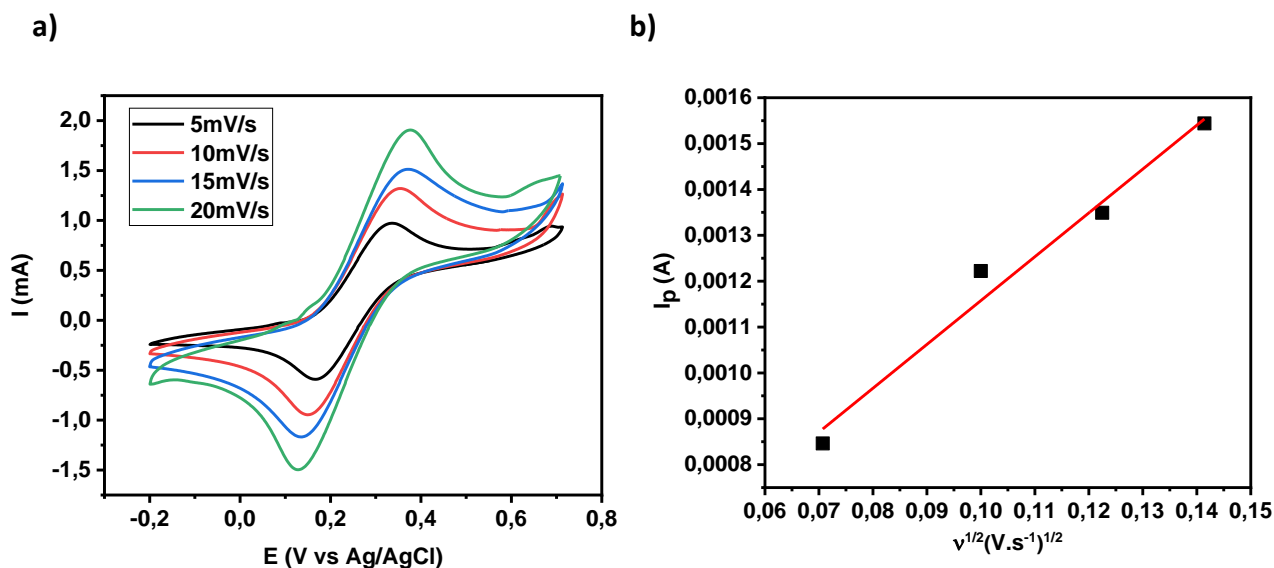 a)
2,0
1,5
1,0
0,5
0,0
-0,5
-1,0
-1,5
I (mA)
5mV/s
10mV/s
15mV/s
20mV/s
-0,2
0,0
0,2
0,4
0,6
0,8
E (V vs Ag/AgCl)
b)
0,0016
0,0015
0,0014
0,0013
0,0012
0,0011
0,0010
0,0009
0,0008
Ip (A)
0,06 0,07 0,08 0,09 0,10 0,11 0,12 0,13 0,14 0,15
ν1/2(V.s-1)1/2